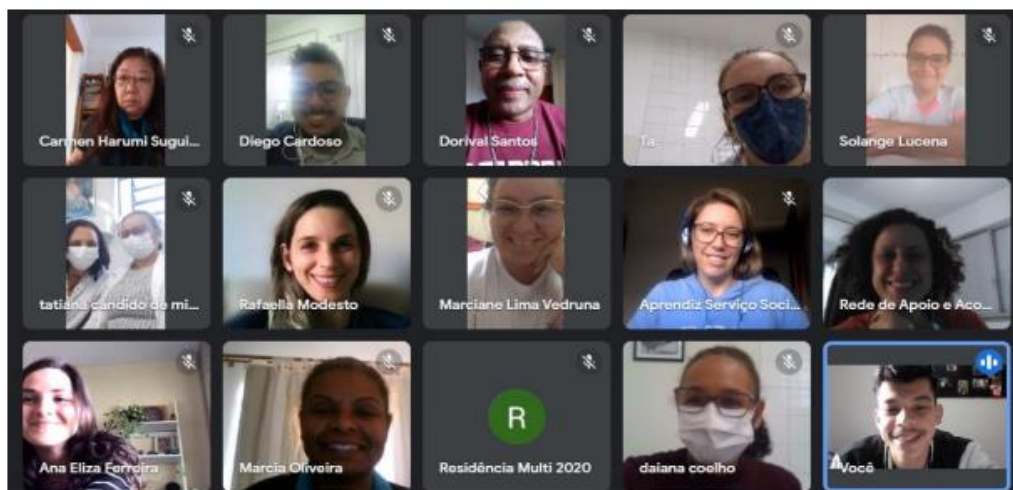 Carmen Harumi Sugui...
Diego Cardoso
Dorival Santos
Ta-
Solange Lucena
tatiana candido de mi...
Rafaella Modesto
Marciane Lima Vedruna
Aprendiz Serviço Soci...
Rede de Apoio e Aco...
Ana Eliza Ferreira
Marcia Oliveira
R
Residência Multi 2020
daiana coelho
Você